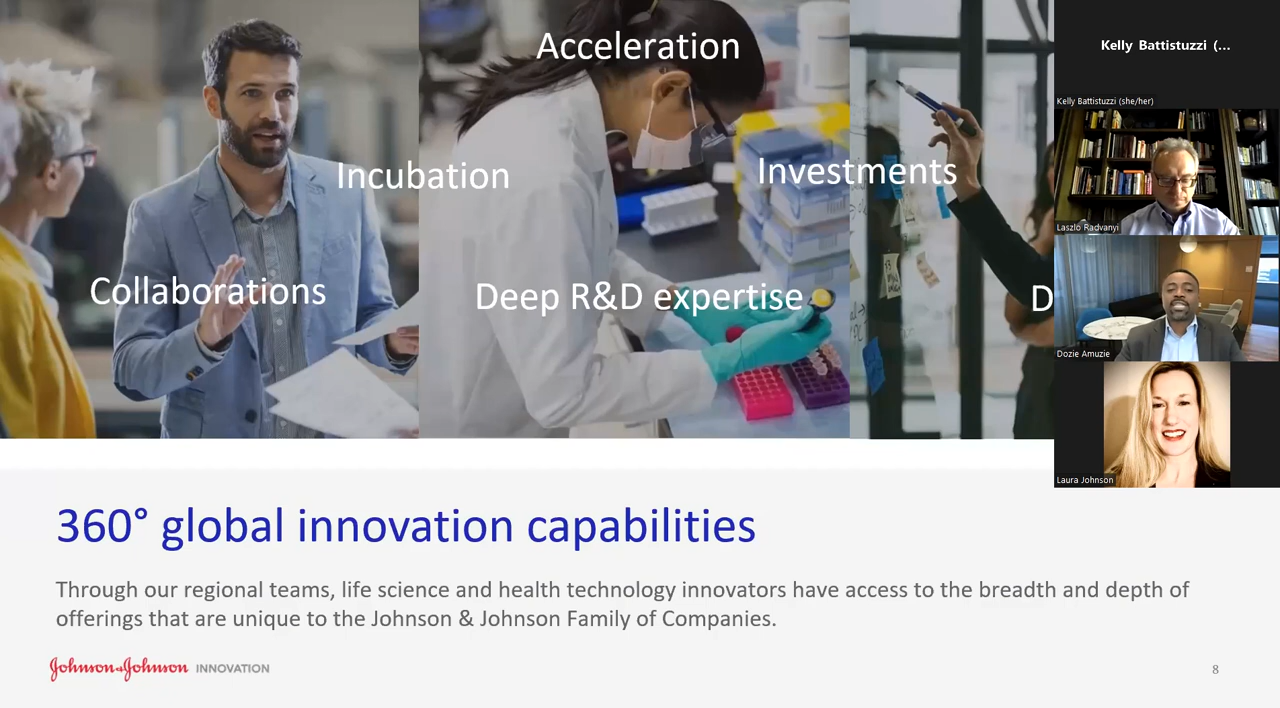 Acceleration
Incubation
Investments
Collaborations
Deep R&D expertise
D
Kelly Battistuzzi (...
Kelly Battistuzzi (she/her)
Laszlo Radvanyi
Dozie Amuzie
Laura Johnson
360° global innovation capabilities
Through our regional teams, life science and health technology innovators have access to the breadth and depth of
offerings that are unique to the Johnson & Johnson Family of Companies.
Johnson & Johnson INNOVATION
8